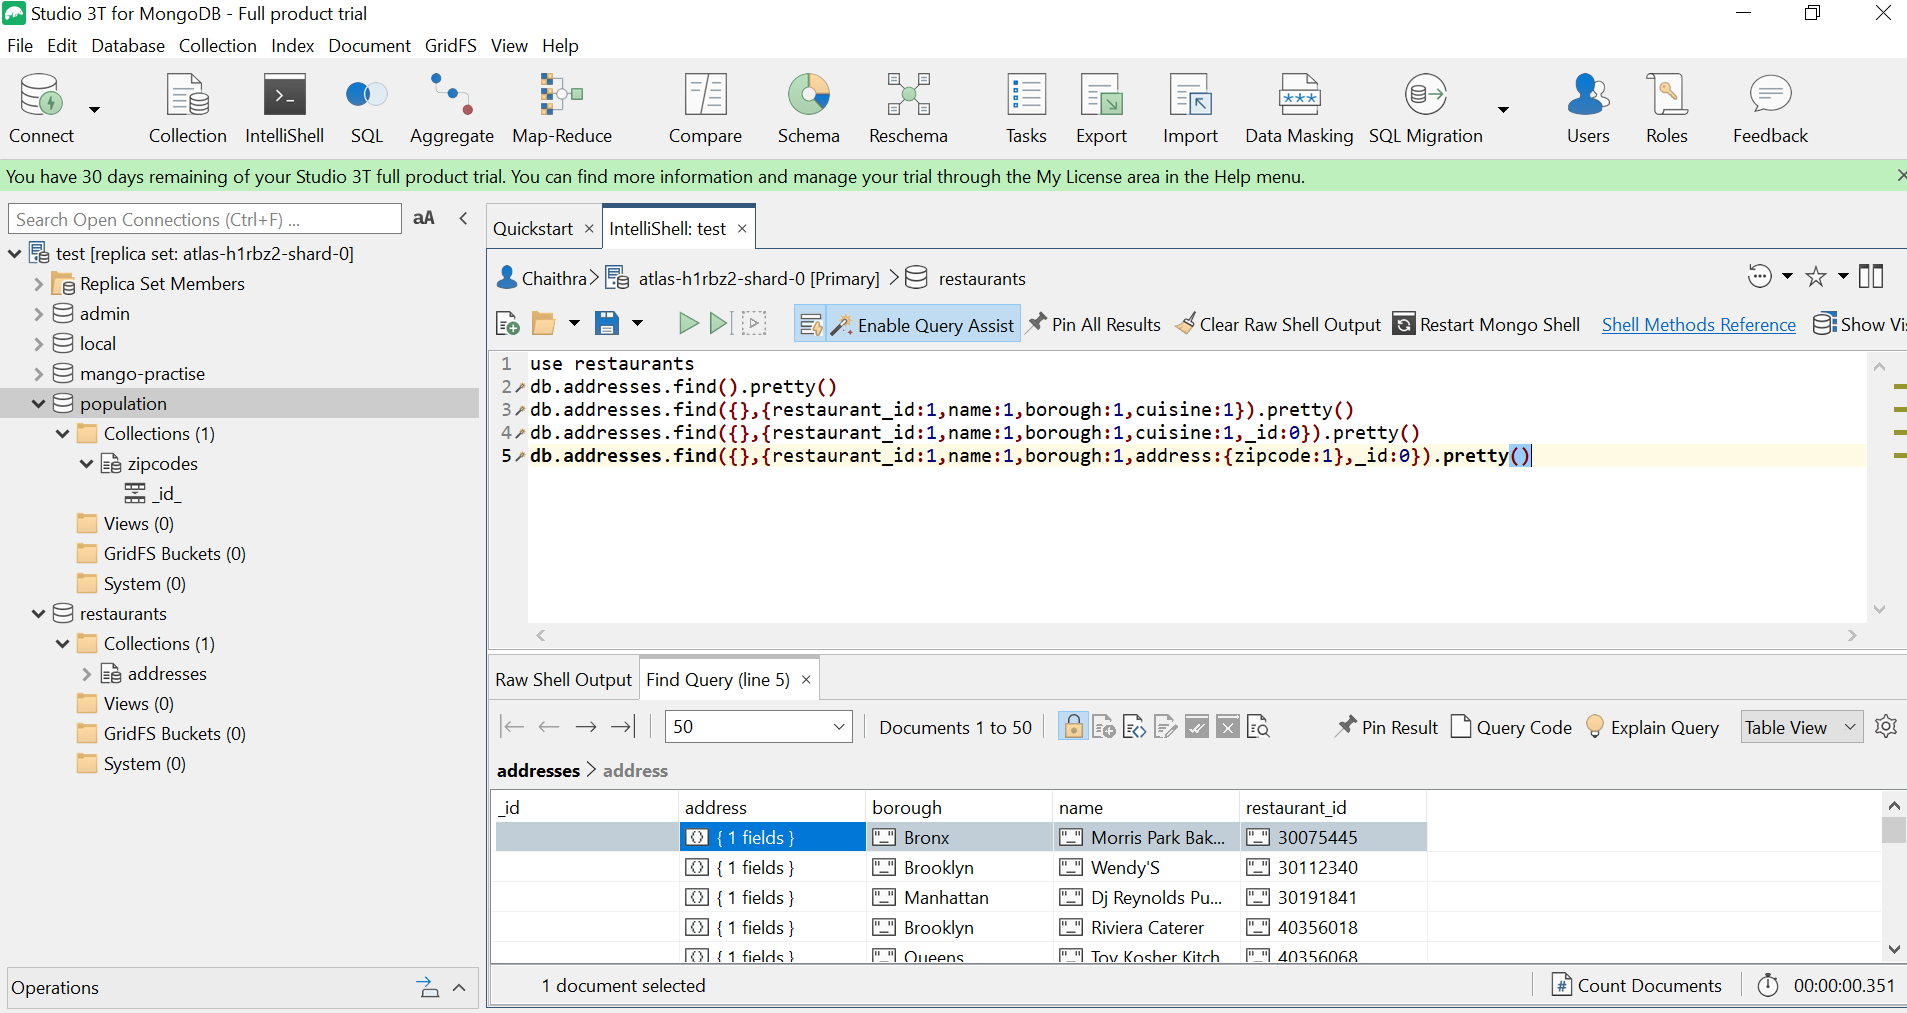 Studio 3T for MongoDB - Full product trial
File Edit Database Collection Index Document GridFS View Help
Connect Collection IntelliShell SQL Aggregate Map-Reduce Compare Schema Reschema Tasks Export Import Data Masking SQL Migration Users Roles Feedback
You have 30 days remaining of your Studio 3T full product trial. You can find more information and manage your trial through the My License area in the Help menu.
Search Open Connections (Ctrl+F) ... aA
test [replica set: atlas-h1rbz2-shard-0]
Replica Set Members
admin
local
mango-practise
population
Collections (1)
zipcodes
_id_
Views (0)
GridFS Buckets (0)
System (0)
restaurants
Collections (1)
addresses
Views (0)
GridFS Buckets (0)
System (0)
Operations
Quickstart IntelliShell: test
Chaithra atlas-h1rbz2-shard-0 [Primary] restaurants
Enable Query Assist Pin All Results Clear Raw Shell Output Restart Mongo Shell Shell Methods Reference Show Vi
1 use restaurants
2 db.addresses.find().pretty()
3 db.addresses.find({},{restaurant_id:1,name:1,borough:1,cuisine:1}).pretty()
4 db.addresses.find({},{restaurant_id:1,name:1,borough:1,cuisine:1,_id:0}).pretty()
5 db.addresses.find({},{restaurant_id:1,name:1,borough:1,address:{zipcode:1},_id:0}).pretty()
Raw Shell Output Find Query (line 5)
50 Documents 1 to 50 Pin Result Query Code Explain Query Table View
addresses > address
_id address borough name restaurant_id
{ 1 fields } Bronx Morris Park Bak... 30075445
{ 1 fields } Brooklyn Wendy'S 30112340
{ 1 fields } Manhattan Dj Reynolds Pu... 30191841
{ 1 fields } Brooklyn Riviera Caterer 40356018
{ 1 fields } Queens Tov Kosher Kitch 40356068
1 document selected Count Documents 00:00:00.351